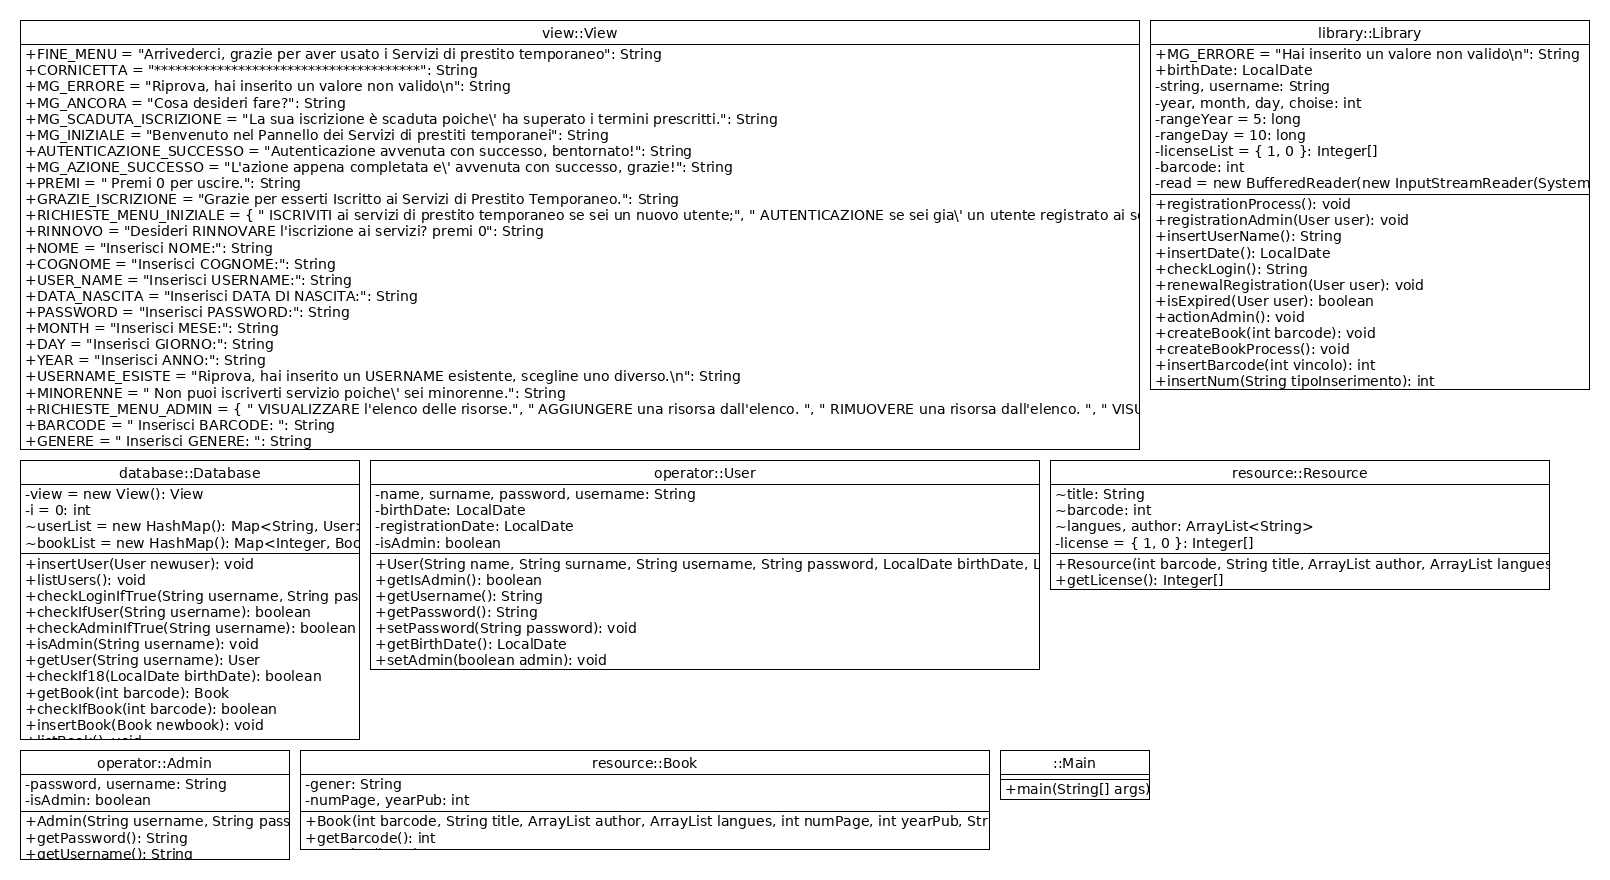 view::View
+FINE_MENU = "Arrivederci, grazie per aver usato i Servizi di prestito temporaneo": String
+CORNICETTA = "**************************************": String
+MG_ERRORE = "Riprova, hai inserito un valore non valido\n": String
+MG_ANCORA = "Cosa desideri fare?": String
+MG_SCADUTA_ISCRIZIONE = "La sua iscrizione è scaduta poiche\' ha superato i termini prescritti.": String
+MG_INIZIALE = "Benvenuto nel Pannello dei Servizi di prestiti temporanei": String
+AUTENTICAZIONE_SUCCESSO = "Autenticazione avvenuta con successo, bentornato!": String
+MG_AZIONE_SUCCESSO = "L'azione appena completata e\' avvenuta con successo, grazie!": String
+PREMI = " Premi 0 per uscire.": String
+GRAZIE_ISCRIZIONE = "Grazie per esserti Iscritto ai Servizi di Prestito Temporaneo.": String
+RICHIESTE_MENU_INIZIALE = { " ISCRIVITI ai servizi di prestito temporaneo se sei un nuovo utente;", " AUTENTICAZIONE se sei gia\' un utente registrato ai
+RINNOVO = "Desideri RINNOVARE l'iscrizione ai servizi? premi 0": String
+NOME = "Inserisci NOME:": String
+COGNOME = "Inserisci COGNOME:": String
+USER_NAME = "Inserisci USERNAME:": String
+DATA_NASCITA = "Inserisci DATA DI NASCITA:": String
+PASSWORD = "Inserisci PASSWORD:": String
+MONTH = "Inserisci MESE:": String
+DAY = "Inserisci GIORNO:": String
+YEAR = "Inserisci ANNO:": String
+USERNAME_ESISTE = "Riprova, hai inserito un USERNAME esistente, scegline uno diverso.\n": String
+MINORENNE = " Non puoi iscriverti servizio poiche\' sei minorenne.": String
+RICHIESTE_MENU_ADMIN = { " VISUALIZZARE l'elenco delle risorse.", " AGGIUNGERE una risorsa dall'elenco. ", " RIMUOVERE una risorsa dall'elenco. ", " VISU
+BARCODE = " Inserisci BARCODE: ": String
+GENERE = " Inserisci GENERE: ": String
library::Library
+MG_ERRORE = "Hai inserito un valore non valido\n": String
+birthDate: LocalDate
-string, username: String
-year, month, day, choise: int
-rangeYear = 5: long
-rangeDay = 10: long
-licenseList = { 1, 0 }: Integer[]
-barcode: int
-read = new BufferedReader(new InputStreamReader(System
+registrationProcess(): void
+registrationAdmin(User user): void
+insertUserName(): String
+insertDate(): LocalDate
+checkLogin(): String
+renewalRegistration(User user): void
+isExpired(User user): boolean
+actionAdmin(): void
+createBook(int barcode): void
+createBookProcess(): void
+insertBarcode(int vincolo): int
+insertNum(String tipoInserimento): int
database::Database
-view = new View(): View
-i = 0: int
~userList = new HashMap(): Map<String, User>
~bookList = new HashMap(): Map<Integer, Boo
+insertUser(User newuser): void
+listUsers(): void
+checkLoginIfTrue(String username, String pas
+checkIfUser(String username): boolean
+checkAdminIfTrue(String username): boolean
+isAdmin(String username): void
+getUser(String username): User
+checkIf18(LocalDate birthDate): boolean
+getBook(int barcode): Book
+checkIfBook(int barcode): boolean
+insertBook(Book newbook): void
+listBook(): void
operator::User
-name, surname, password, username: String
-birthDate: LocalDate
-registrationDate: LocalDate
-isAdmin: boolean
+User(String name, String surname, String username, String password, LocalDate birthDate, L
+getIsAdmin(): boolean
+getUsername(): String
+getPassword(): String
+setPassword(String password): void
+getBirthDate(): LocalDate
+setAdmin(boolean admin): void
resource::Resource
~title: String
~barcode: int
~langues, author: ArrayList<String>
-license = { 1, 0 }: Integer[]
+Resource(int barcode, String title, ArrayList author, ArrayList langues
+getLicense(): Integer[]
operator::Admin
-password, username: String
-isAdmin: boolean
+Admin(String username, String pass
+getPassword(): String
+getUsername(): String
resource::Book
-gener: String
-numPage, yearPub: int
+Book(int barcode, String title, ArrayList author, ArrayList langues, int numPage, int yearPub, Str
+getBarcode(): int
::Main
+main(String[] args)